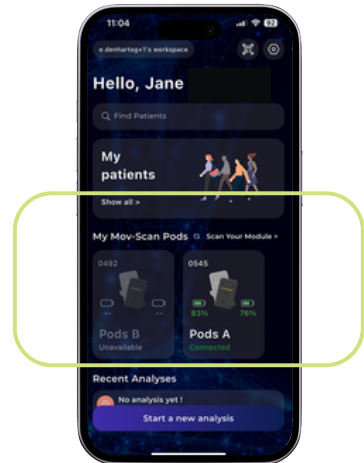 11:04
92
e.denhartog+1's workspace
Hello, Jane
Find Patients
My
patients
Show all >
My Mov-Scan Pods Scan Your Module >
0492 0545
-- -- 83% 76%
Pods B Pods A
Unavailable Connected
Recent Analyses
No analysis yet !
Start a new analysis